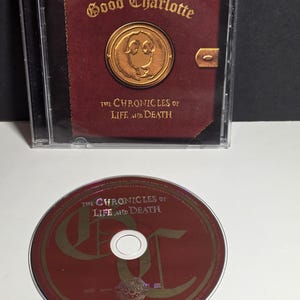 Good Charlotte
THE CHRONICLES OF
LIFE AND DEATH
THE CHRONICLES OF
LIFE AND DEATH
GC